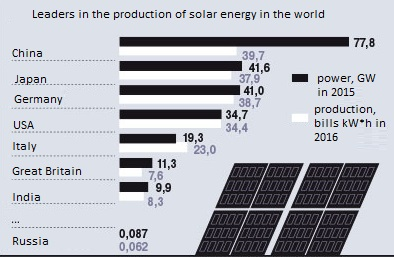 Leaders in the production of solar energy in the world
77,8
China 39,7
41,6
Japan 37,9
41,0
Germany 38,7
34,7
USA 34,4
19,3
Italy 23,0
11,3
Great Britain 7,6
9,9
India 8,3
...
0,087
Russia 0,062
power, GW
in 2015
production,
bills kW*h in
2016